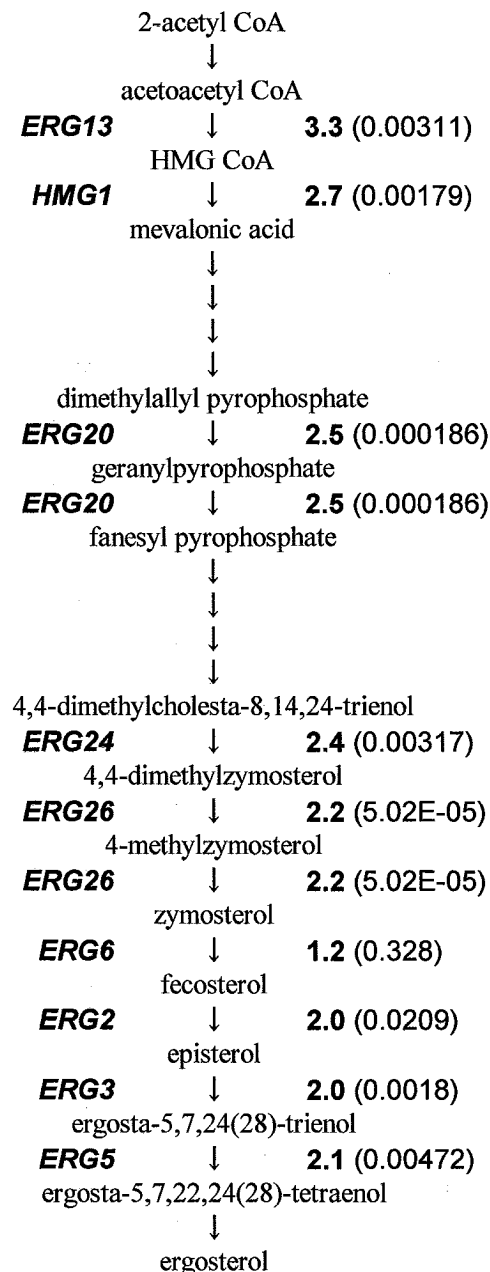 2-acetyl CoA
↓
acetoacetyl CoA
ERG13 ↓ 3.3 (0.00311)
HMG CoA
HMG1 ↓ 2.7 (0.00179)
mevalonic acid
↓
↓
↓
↓
dimethylallyl pyrophosphate
ERG20 ↓ 2.5 (0.000186)
geranylpyrophosphate
ERG20 ↓ 2.5 (0.000186)
fanesyl pyrophosphate
↓
↓
↓
↓
4,4-dimethylcholesta-8,14,24-trienol
ERG24 ↓ 2.4 (0.00317)
4,4-dimethylzymosterol
ERG26 ↓ 2.2 (5.02E-05)
4-methylzymosterol
ERG26 ↓ 2.2 (5.02E-05)
zymosterol
ERG6 ↓ 1.2 (0.328)
fecosterol
ERG2 ↓ 2.0 (0.0209)
episterol
ERG3 ↓ 2.0 (0.0018)
ergosta-5,7,24(28)-trienol
ERG5 ↓ 2.1 (0.00472)
ergosta-5,7,22,24(28)-tetraenol
↓
ergosterol